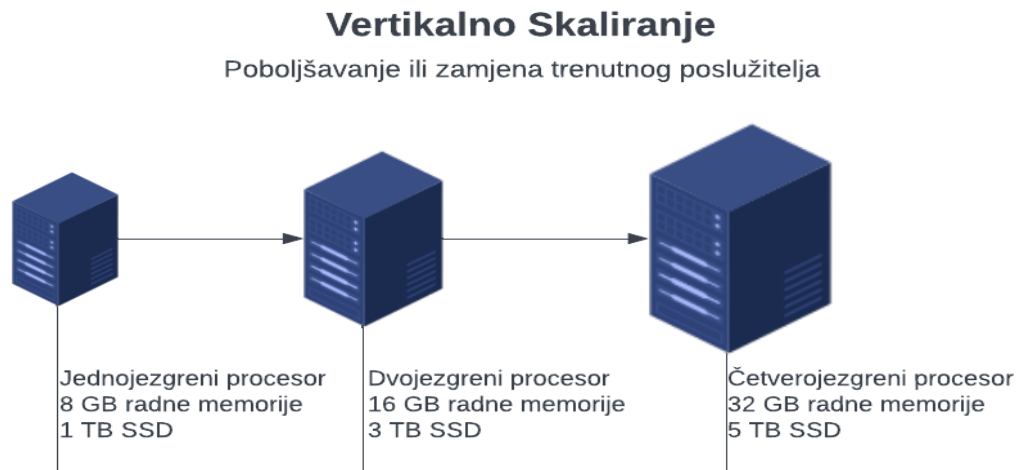 Vertikalno Skaliranje
Poboljšavanje ili zamjena trenutnog poslužitelja
Jednojezgreni procesor
8 GB radne memorije
1 TB SSD
Dvojezgreni procesor
16 GB radne memorije
3 TB SSD
Četverojezgreni procesor
32 GB radne memorije
5 TB SSD